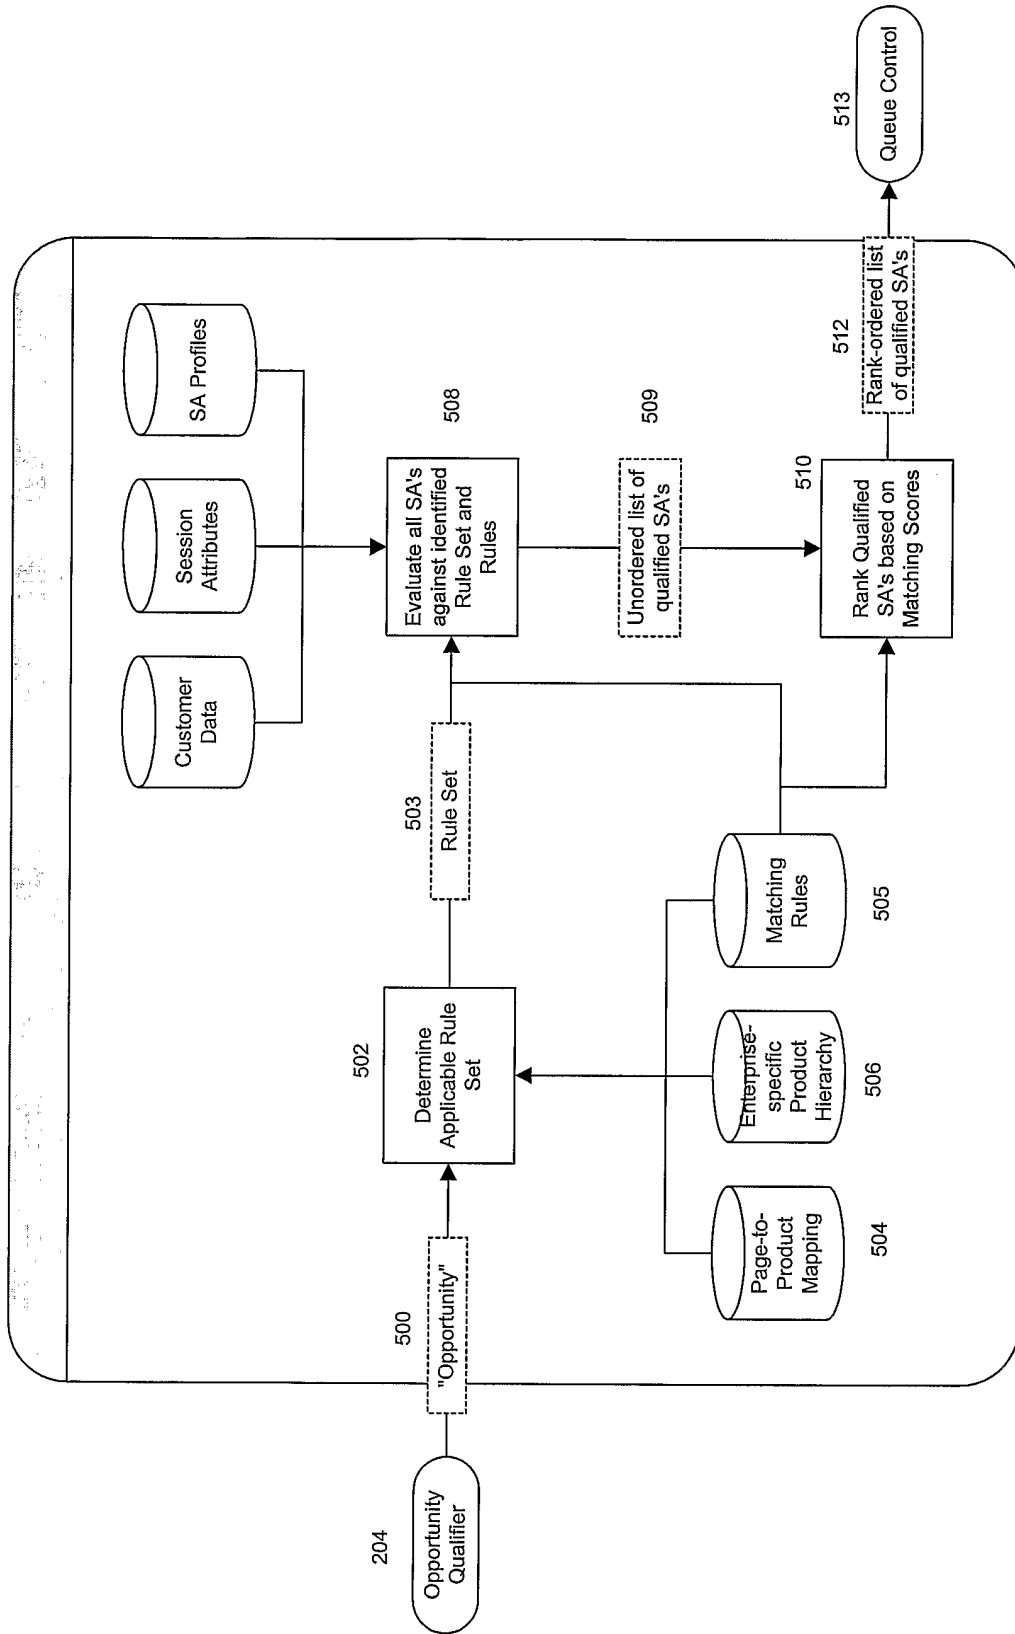 204
Opportunity
Qualifier
500
"Opportunity"
502
Determine
Applicable Rule
Set
503
Rule Set
Customer
Data
Session
Attributes
SA Profiles
Evaluate all SA's
against identified
Rule Set and
Rules
508
Unordered list of
qualified SA's
509
Page-to-
Product
Mapping
504
Enterprise-
specific
Product
Hierarchy
506
Matching
Rules
505
510
Rank Qualified
SA's based on
Matching Scores
512
Rank-ordered list
of qualified SA's
513
Queue Control